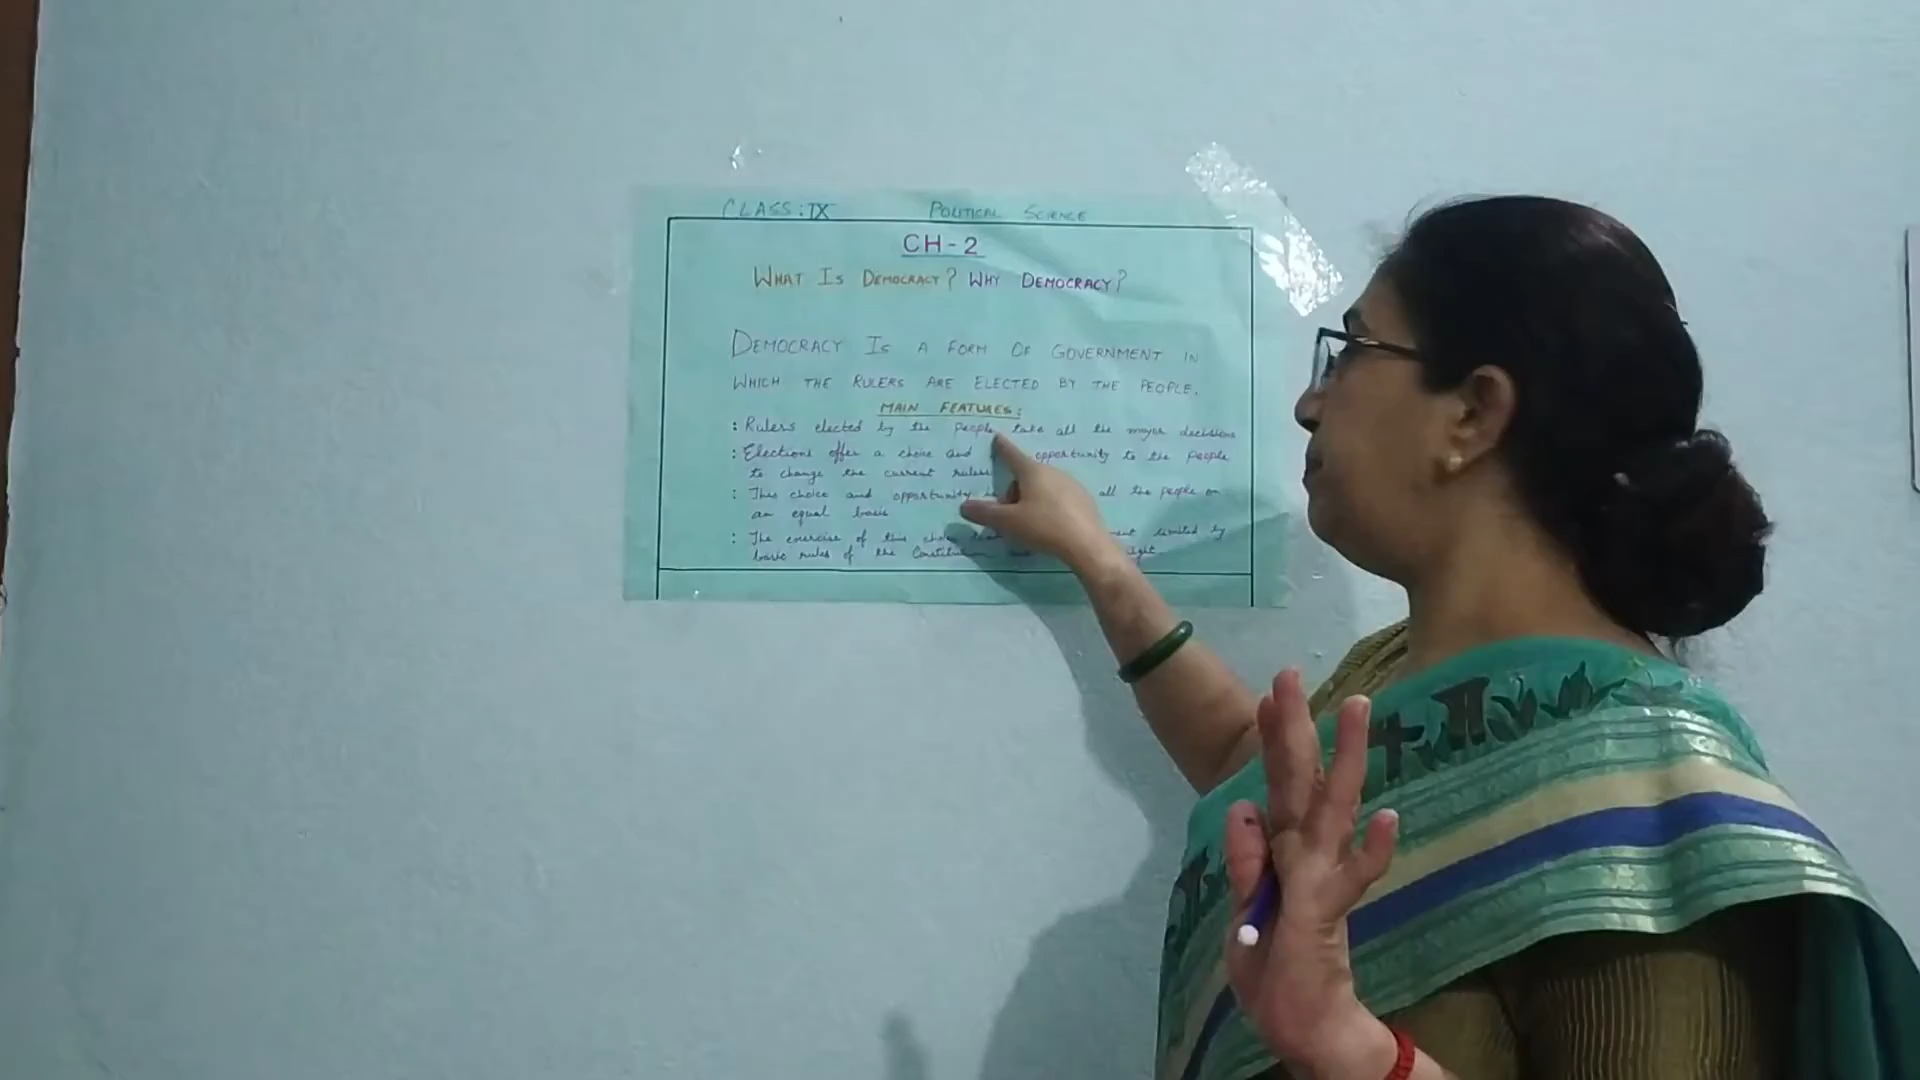 CLASS: IX POLITICAL SCIENCE
CH-2
WHAT IS DEMOCRACY? WHY DEMOCRACY?
DEMOCRACY IS A FORM OF GOVERNMENT IN
WHICH THE RULERS ARE ELECTED BY THE PEOPLE.
MAIN FEATURES:
: Rulers elected by the people take all the major decisions
: Elections offer a choice and opportunity to the people
to change the current rulers
: This choice and opportunity all the people on
an equal basis
: The exercise of this choice limited by
basic rules of the Constitution